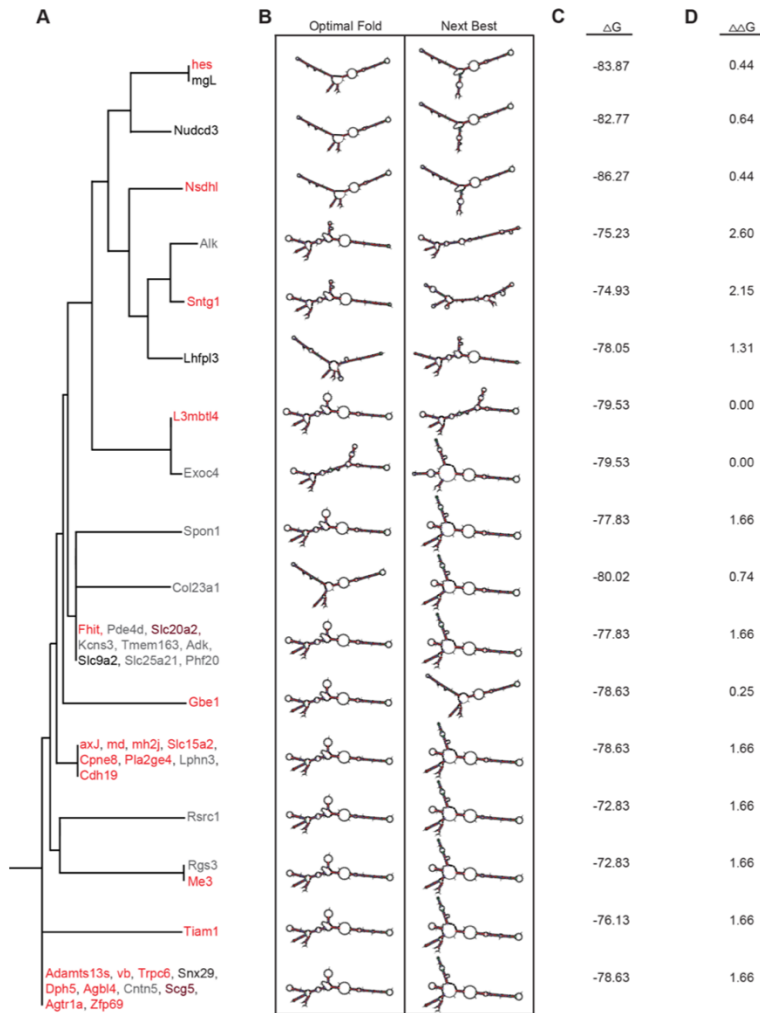 A
B
C
D
Optimal Fold
Next Best
△G
△△G
hes
mgL
-83.87
0.44
Nudcd3
-82.77
0.64
Nsdhl
-86.27
0.44
Alk
-75.23
2.60
Sntg1
-74.93
2.15
Lhfpl3
-78.05
1.31
L3mbtl4
-79.53
0.00
Exoc4
-79.53
0.00
Spon1
-77.83
1.66
Col23a1
-80.02
0.74
Fhit, Pde4d, Slc20a2,
Kcns3, Tmem163, Adk,
Slc9a2, Slc25a21, Phf20
-77.83
1.66
Gbe1
-78.63
0.25
axJ, md, mh2j, Slc15a2,
Cpne8, Pla2ge4, Lphn3,
Cdh19
-78.63
1.66
Rsrc1
-72.83
1.66
Rgs3
Me3
-72.83
1.66
Tiam1
-76.13
1.66
Adamts13s, vb, Trpc6, Snx29,
Dph5, Agbl4, Cntn5, Scg5,
Agtr1a, Zfp69
-78.63
1.66